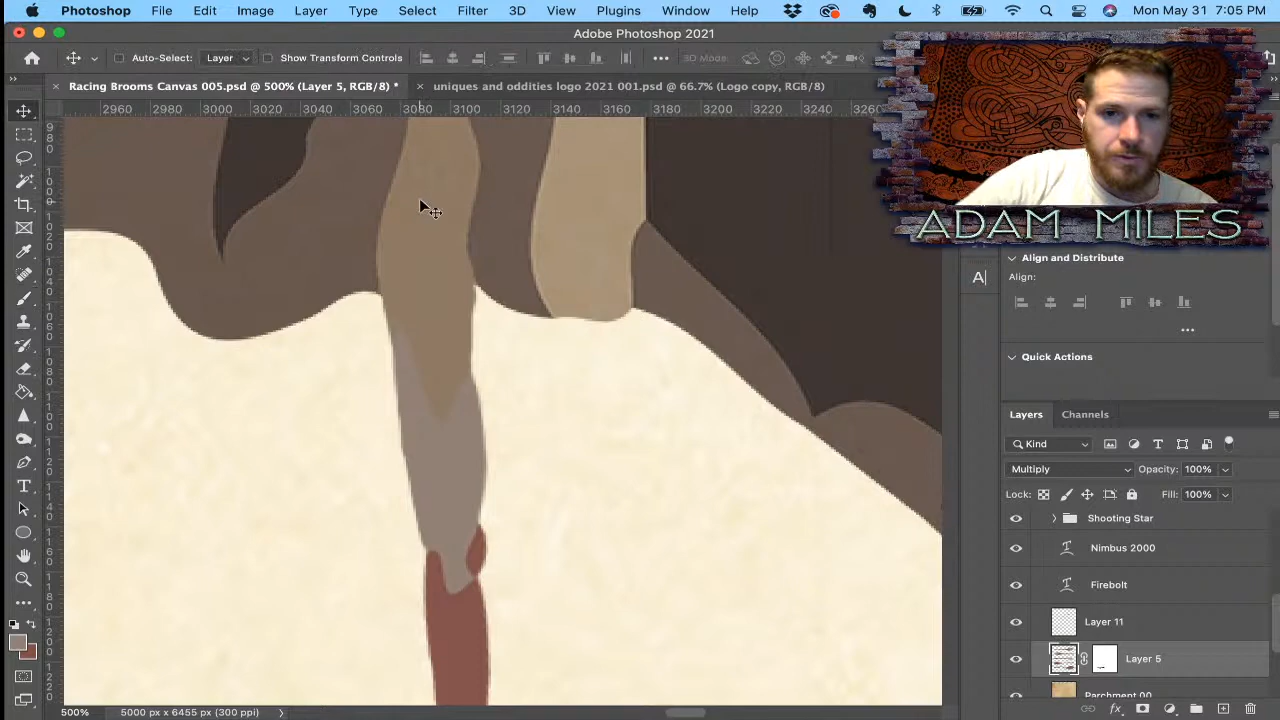 Photoshop File Edit Image Layer Type Select Filter 3D View Plugins Window Help Mon May 31 7:05 PM
Adobe Photoshop 2021
Auto-Select: Layer Show Transform Controls 3D Mode:
Racing Brooms Canvas 005.psd @ 500% (Layer 5, RGB/8) * uniques and oddities logo 2021 001.psd @ 66.7% (Logo copy, RGB/8)
2960 2980 3000 3020 3040 3060 3080 3100 3120 3140 3160 3180 3200 3220 3240 3260
ADAM MILES
Align and Distribute
Align:
Quick Actions
Layers Channels
Kind
Multiply Opacity: 100%
Lock: Fill: 100%
Shooting Star
Nimbus 2000
Firebolt
Layer 11
Layer 5
Parchment 00
500% 5000 px x 6455 px (300 ppi)